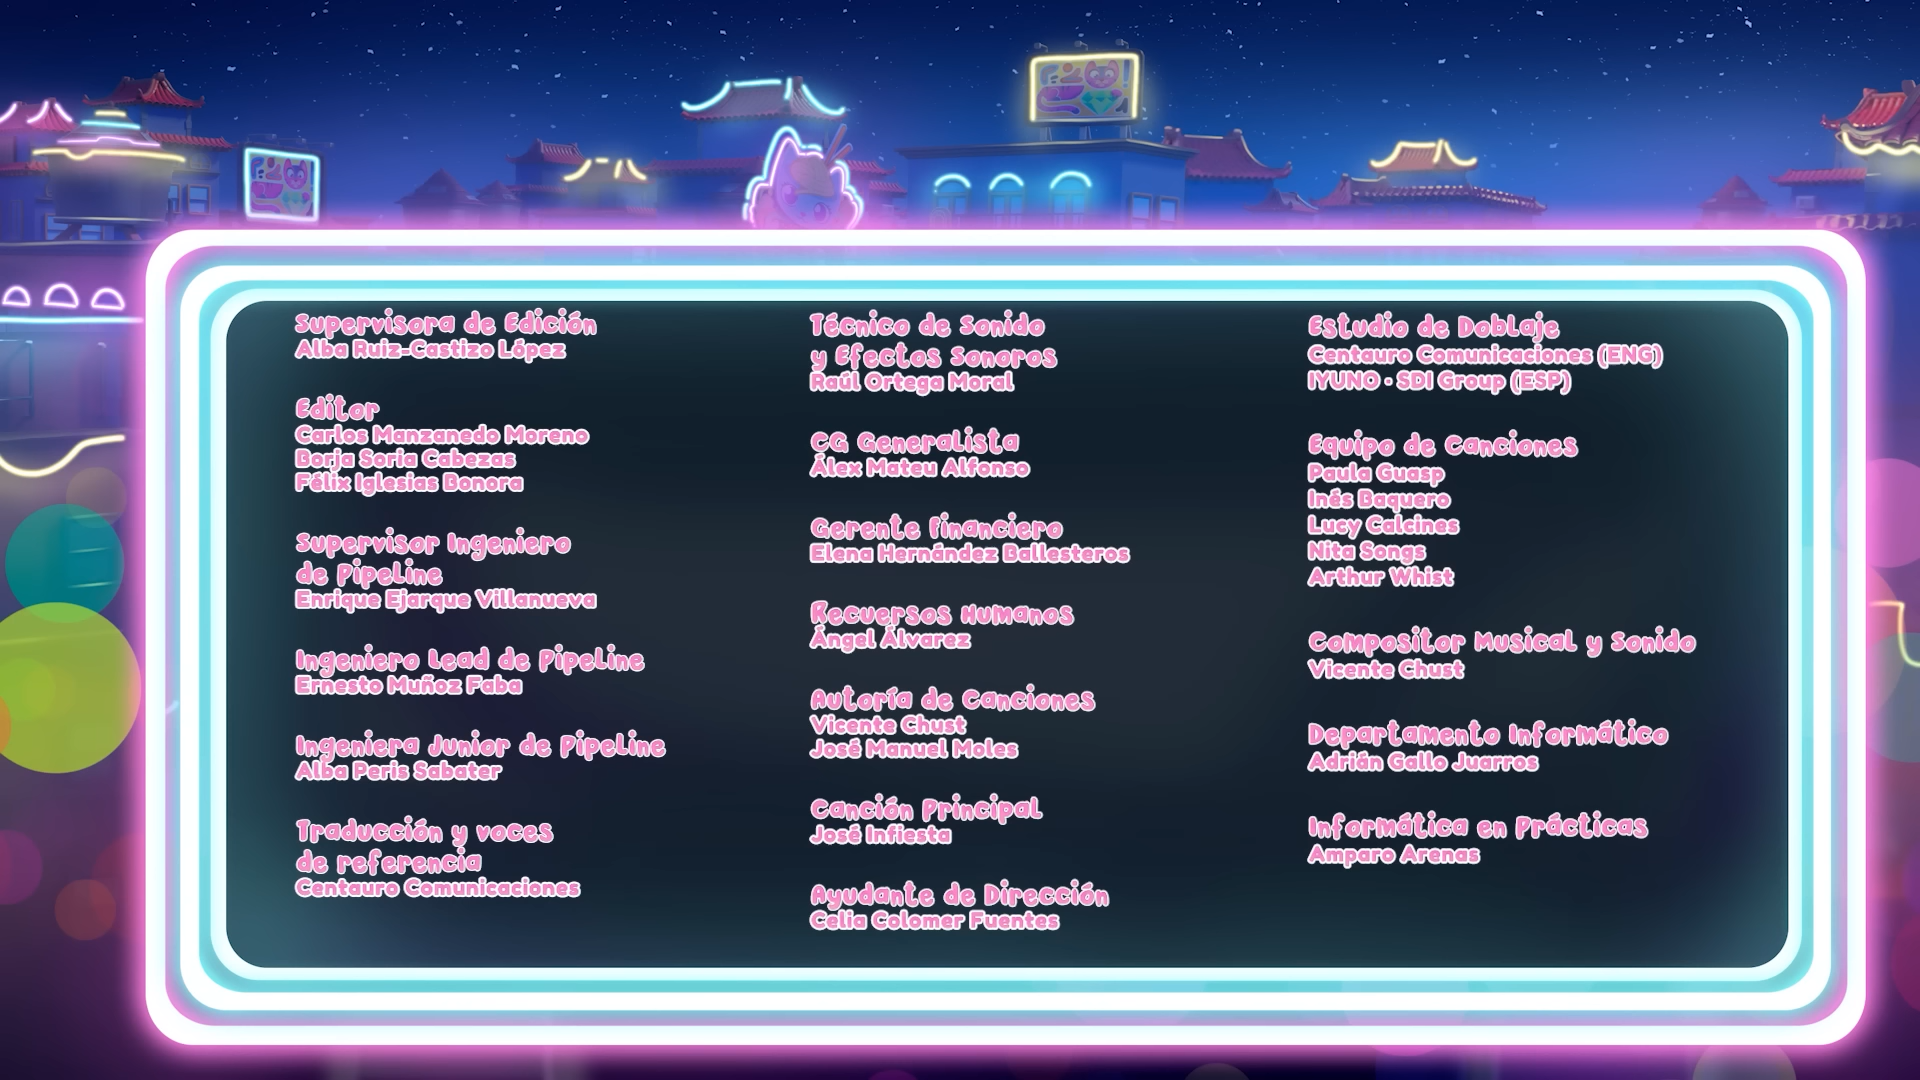 Supervisora de Edición
Alba Ruiz-Castizo López
Editor
Carlos Manzanedo Moreno
Borja Soria Cabezas
Félix Iglesias Bonora
Supervisor Ingeniero
de Pipeline
Enrique Ejarque Villanueva
Ingeniero Lead de Pipeline
Ernesto Muñoz Faba
Ingeniera Junior de Pipeline
Alba Peris Sabater
Traducción y voces
de referencia
Centauro Comunicaciones
Técnico de Sonido
y Efectos Sonoros
Raúl Ortega Moral
CG Generalista
Álex Mateu Alfonso
Gerente financiero
Elena Hernández Ballesteros
Recuersos Humanos
Ángel Álvarez
Autoría de Canciones
Vicente Chust
José Manuel Moles
Canción Principal
José Infiesta
Ayudante de Dirección
Celia Colomer Fuentes
Estudio de Doblaje
Centauro Comunicaciones (ENG)
IYUNO · SDI Group (ESP)
Equipo de Canciones
Paula Guasp
Inés Baquero
Lucy Calcines
Nita Songs
Arthur Whist
Compositor Musical y Sonido
Vicente Chust
Departamento Informático
Adrián Gallo Juarros
Informática en Prácticas
Amparo Arenas